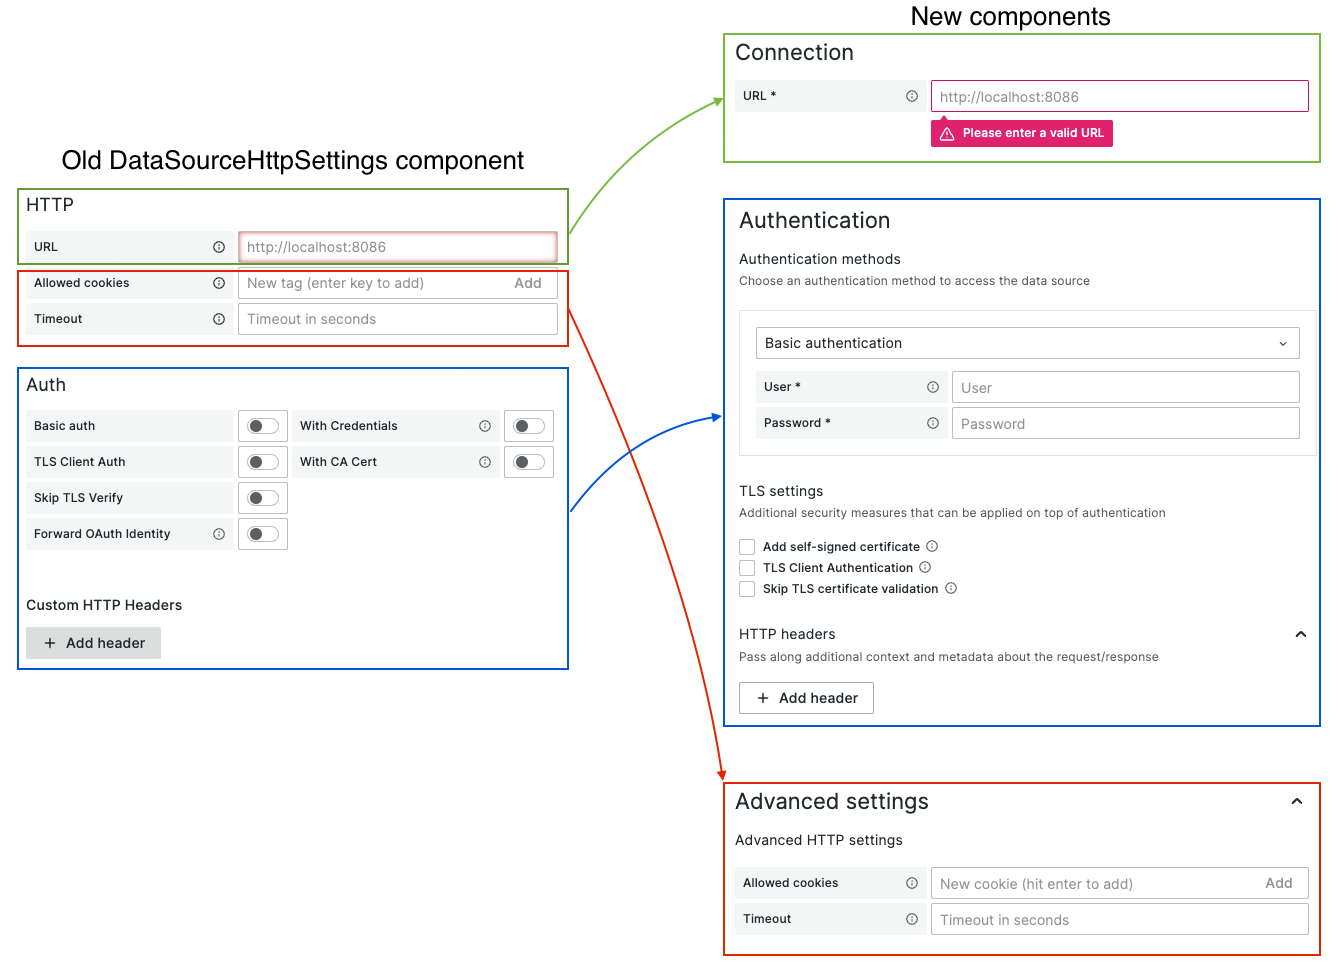 Old DataSourceHttpSettings component
HTTP
URL
http://localhost:8086
Allowed cookies
New tag (enter key to add)
Add
Timeout
Timeout in seconds
Auth
Basic auth
With Credentials
TLS Client Auth
With CA Cert
Skip TLS Verify
Forward OAuth Identity
Custom HTTP Headers
+ Add header
New components
Connection
URL *
http://localhost:8086
Please enter a valid URL
Authentication
Authentication methods
Choose an authentication method to access the data source
Basic authentication
User *
User
Password *
Password
TLS settings
Additional security measures that can be applied on top of authentication
Add self-signed certificate
TLS Client Authentication
Skip TLS certificate validation
HTTP headers
Pass along additional context and metadata about the request/response
+ Add header
Advanced settings
Advanced HTTP settings
Allowed cookies
New cookie (hit enter to add)
Add
Timeout
Timeout in seconds